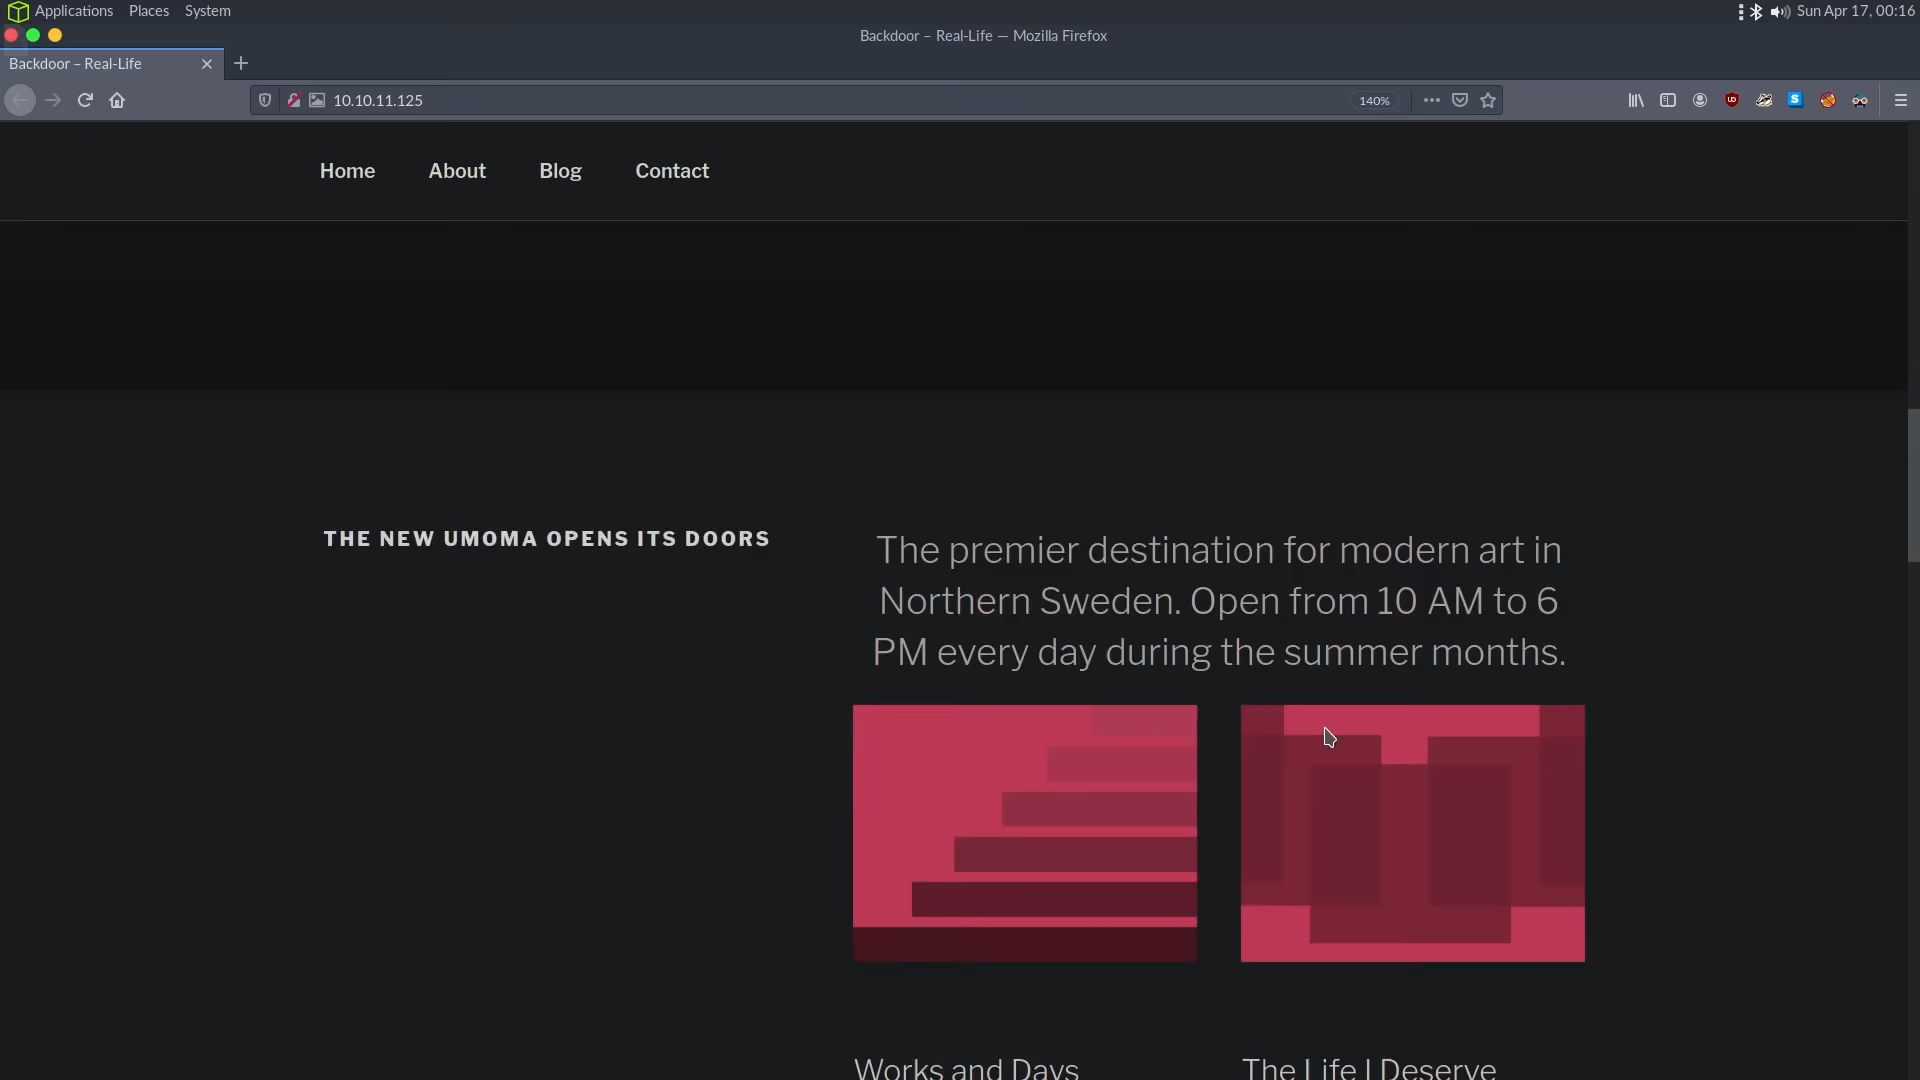 Applications Places System
Sun Apr 17, 00:16
Backdoor – Real-Life — Mozilla Firefox
Backdoor – Real-Life
10.10.11.125
140%
Home About Blog Contact
THE NEW UMOMA OPENS ITS DOORS
The premier destination for modern art in
Northern Sweden. Open from 10 AM to 6
PM every day during the summer months.
Works and Days
The Life I Deserve